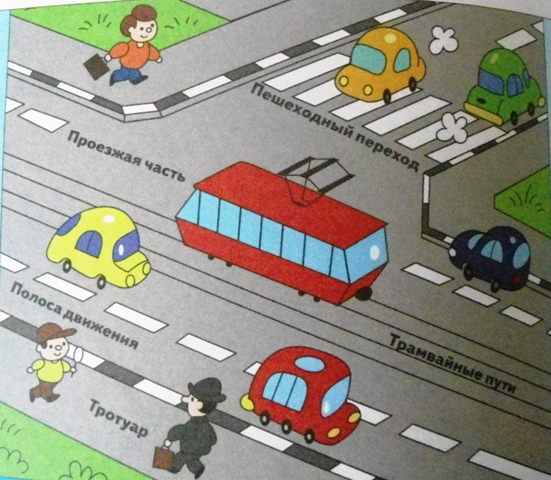 Пешеходный переход
Проезжая часть
Полоса движения
Трамвайные пути
Тротуар